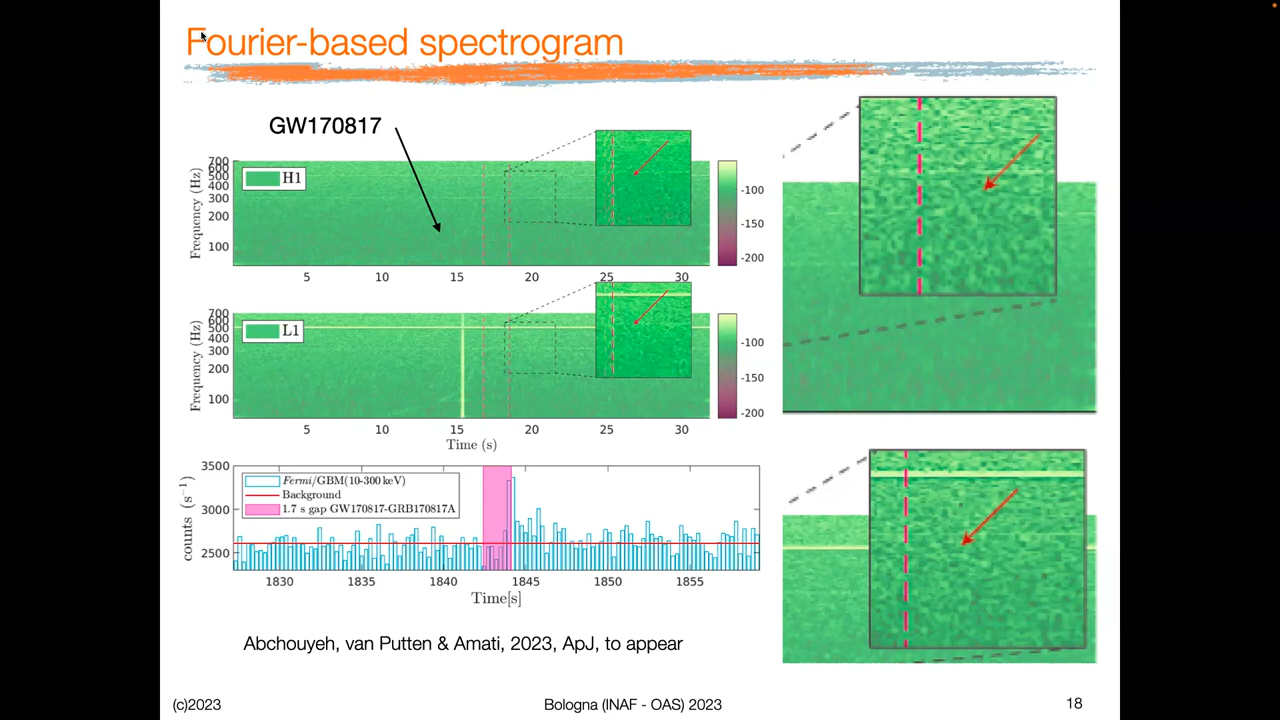 Fourier-based spectrogram
GW170817
Frequency (Hz)
700
600
500
400
300
200
100
H1
-100
-150
-200
5 10 15 20 25 30
Frequency (Hz)
700
600
500
400
300
200
100
L1
-100
-150
-200
5 10 15 20 25 30
Time (s)
counts (s⁻¹)
3500
3000
2500
Fermi/GBM(10-300 keV)
Background
1.7 s gap GW170817-GRB170817A
1830 1835 1840 1845 1850 1855
Time[s]
Abchouyeh, van Putten & Amati, 2023, ApJ, to appear
(c)2023 Bologna (INAF - OAS) 2023 18